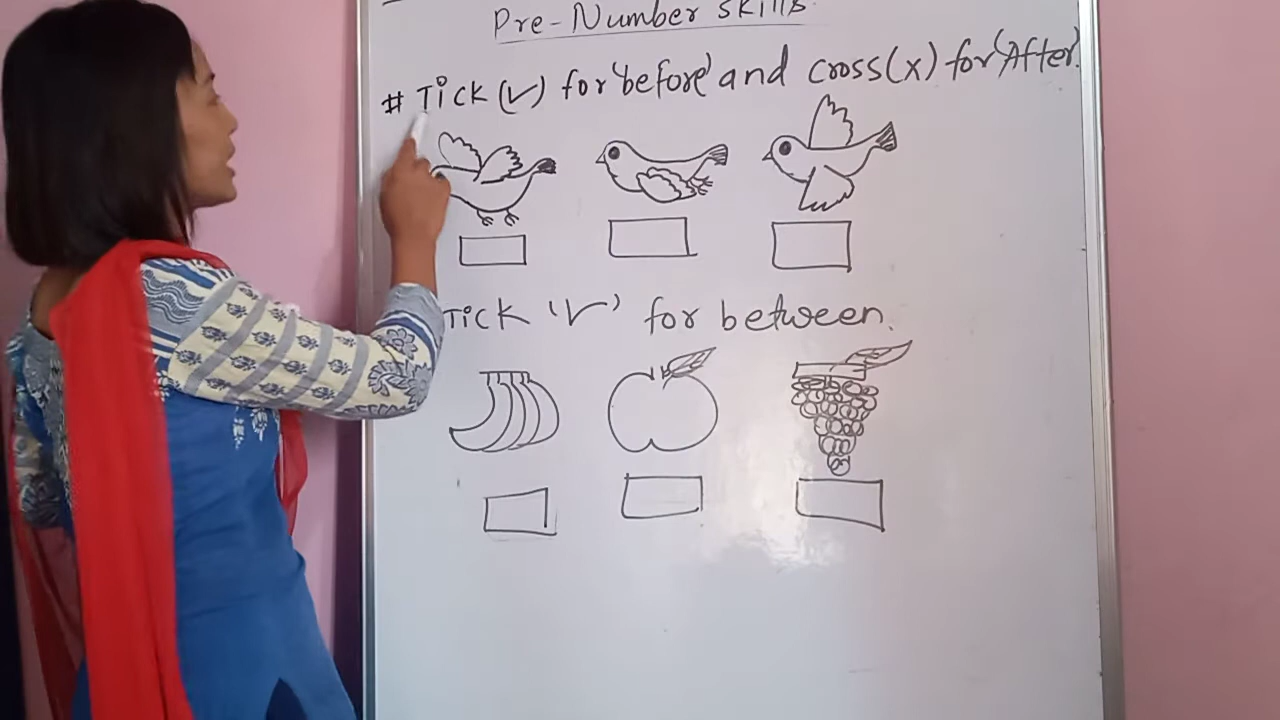 Pre-Number skills
# Tick (✓) for 'before' and cross(x) for 'After'.
Tick '✓' for between.